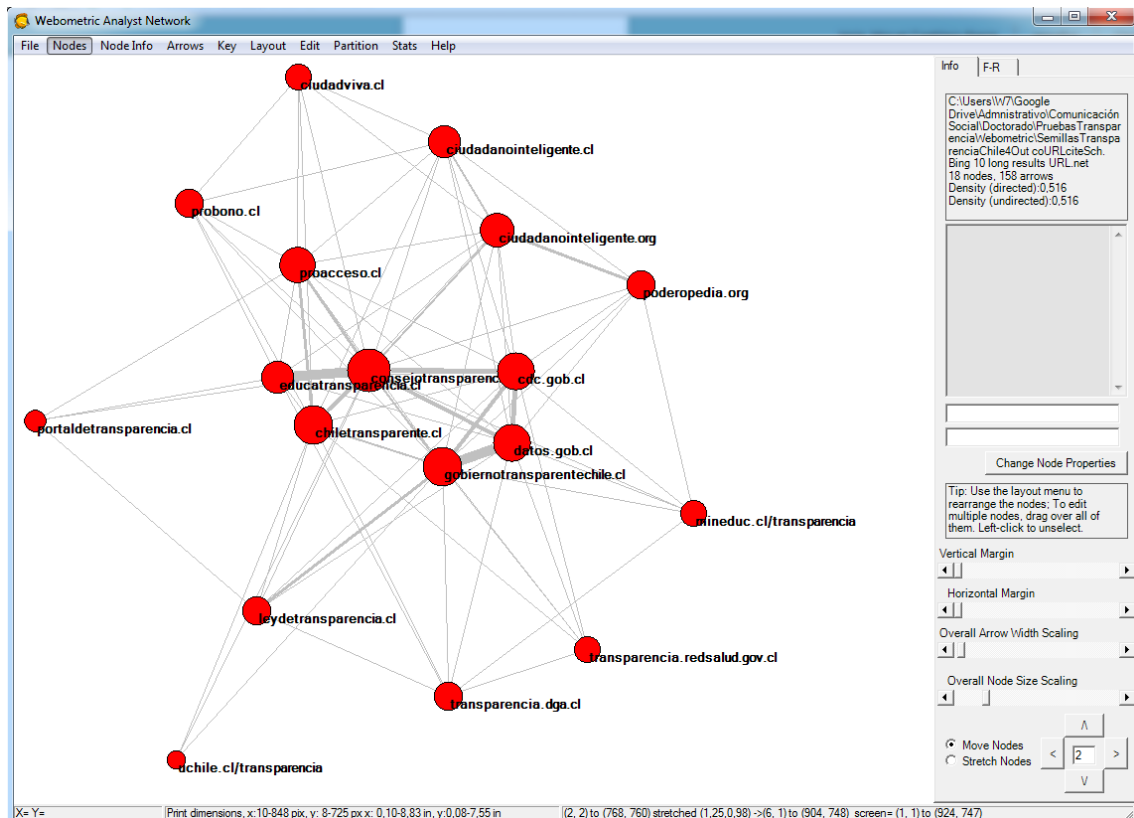 Webometric Analyst Network
File Nodes Node Info Arrows Key Layout Edit Partition Stats Help
ciudadviva.cl
ciudadanointeligente.cl
probono.cl
ciudadanointeligente.org
proacceso.cl
poderopedia.org
consejotransparenc
cdc.gob.cl
educatransparencia.cl
portaldetransparencia.cl
chiletransparente.cl
datos.gob.cl
gobiernotransparentechile.cl
mineduc.cl/transparencia
leydetransparencia.cl
transparencia.redsalud.gov.cl
transparencia.dga.cl
uchile.cl/transparencia
Info F-R
C:\Users\W7\Google
Drive\Admnistrativo\Comunicación
Social\Doctorado\PruebasTranspar
enciaWebometric\SemillasTranspa
renciaChile4Out coURLciteSch.
Bing 10 long results URL.net
18 nodes, 158 arrows
Density (directed):0,516
Density (undirected):0,516
Change Node Properties
Tip: Use the layout menu to
rearrange the nodes; To edit
multiple nodes, drag over all of
them. Left-click to unselect.
Vertical Margin
Horizontal Margin
Overall Arrow Width Scaling
Overall Node Size Scaling
Move Nodes
Stretch Nodes
Λ
< 2 >
V
X= Y=
Print dimensions, x:10-848 pix, y: 8-725 px x: 0,10-8,83 in, y:0,08-7,55 in
(2, 2) to (768, 760) stretched (1,25,0,98) ->(6, 1) to (904, 748) screen= (1, 1) to (924, 747)